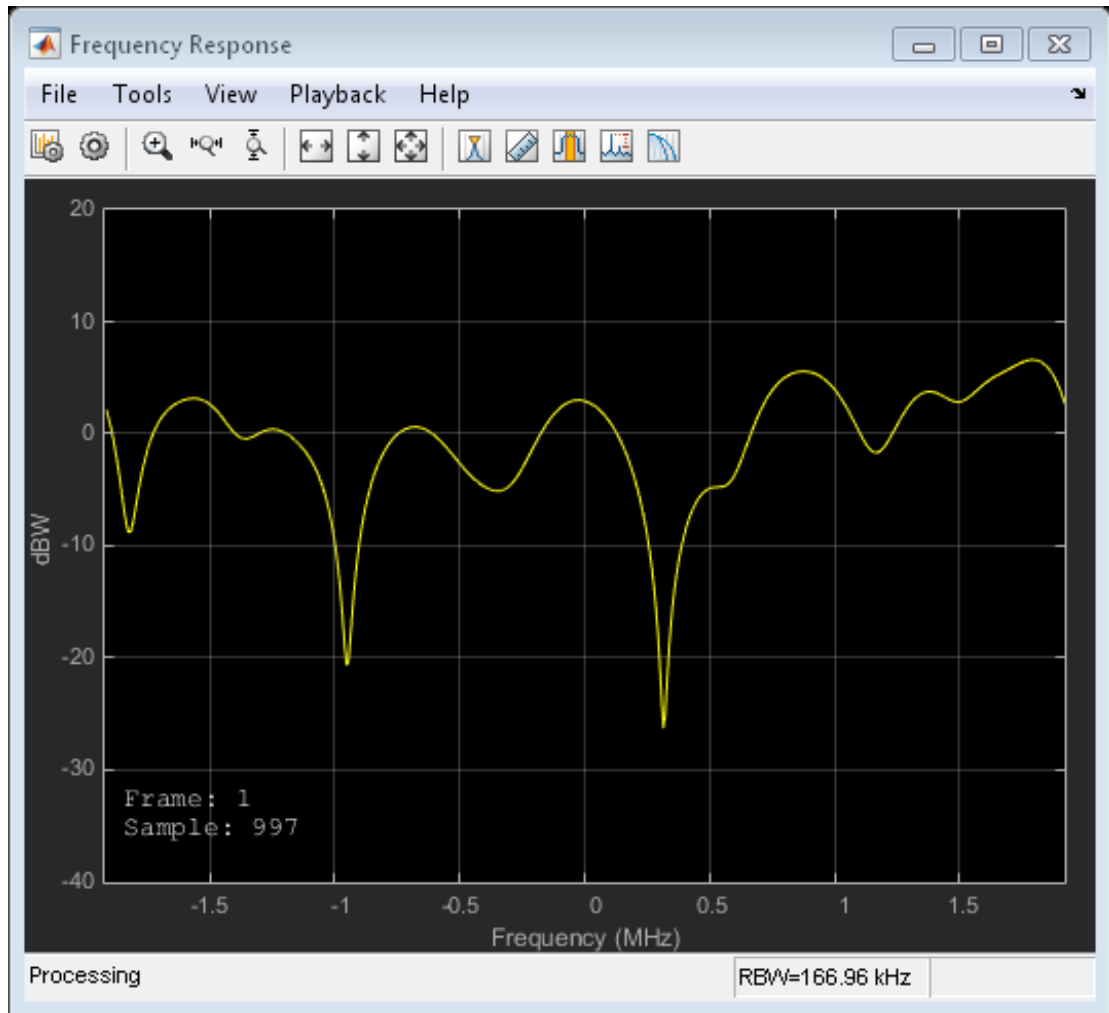 Frequency Response
File Tools View Playback Help
20
10
0
-10
-20
-30
-40
dBW
Frame: 1
Sample: 997
-1.5 -1 -0.5 0 0.5 1 1.5
Frequency (MHz)
Processing RBW=166.96 kHz